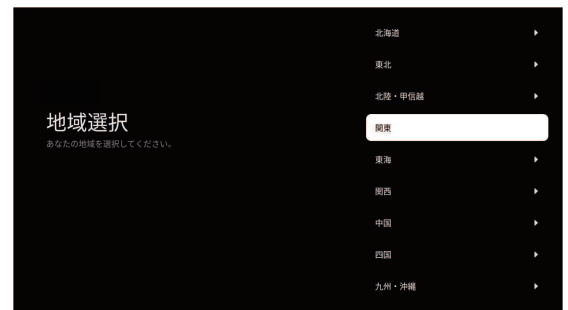 地域選択
あなたの地域を選択してください。
北海道
東北
北陸・甲信越
関東
東海
関西
中国
四国
九州・沖縄